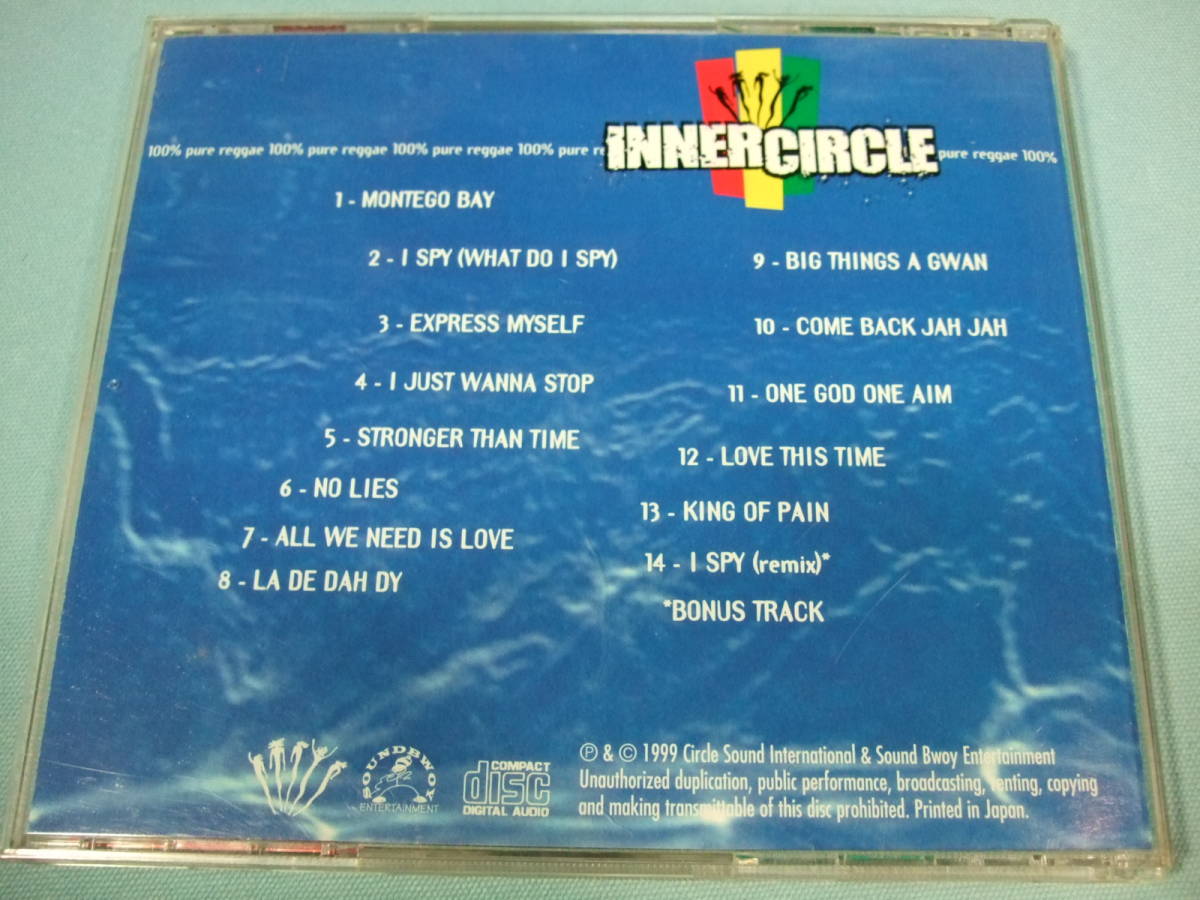 100% pure reggae 100% pure reggae 100% pure reggae 100% pure
INNER CIRCLE
pure reggae 100%
1 - MONTEGO BAY
2 - I SPY (WHAT DO I SPY)
3 - EXPRESS MYSELF
4 - I JUST WANNA STOP
5 - STRONGER THAN TIME
6 - NO LIES
7 - ALL WE NEED IS LOVE
8 - LA DE DAH DY
9 - BIG THINGS A GWAN
10 - COME BACK JAH JAH
11 - ONE GOD ONE AIM
12 - LOVE THIS TIME
13 - KING OF PAIN
14 - I SPY (remix)*
*BONUS TRACK
SOUNDBWOY
ENTERTAINMENT
COMPACT
disc
DIGITAL AUDIO
℗ & © 1999 Circle Sound International & Sound Bwoy Entertainment
Unauthorized duplication, public performance, broadcasting, renting, copying
and making transmittable of this disc prohibited. Printed in Japan.